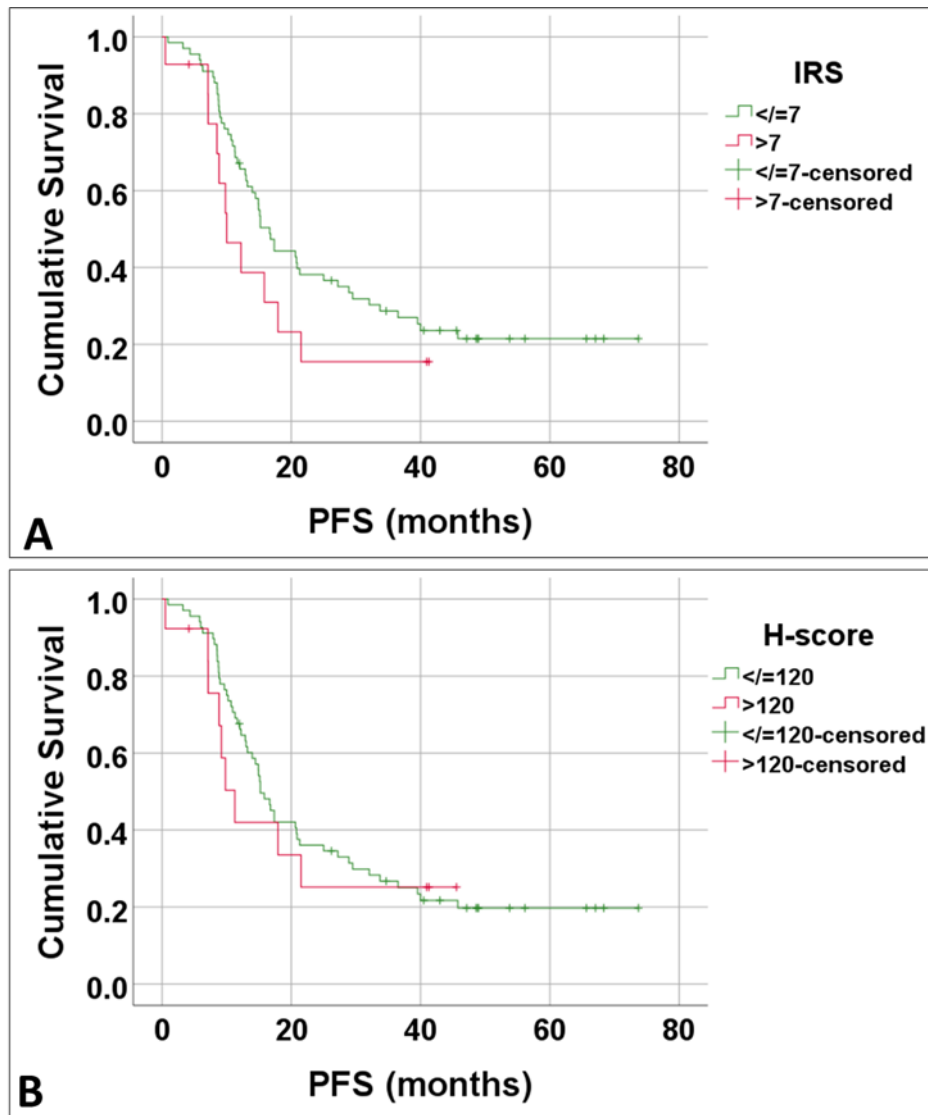 IRS
</=7
>7
</=7-censored
>7-censored
Cumulative Survival
1.0
0.8
0.6
0.4
0.2
0.0
0 20 40 60 80
PFS (months)
A
H-score
</=120
>120
</=120-censored
>120-censored
Cumulative Survival
1.0
0.8
0.6
0.4
0.2
0.0
0 20 40 60 80
PFS (months)
B